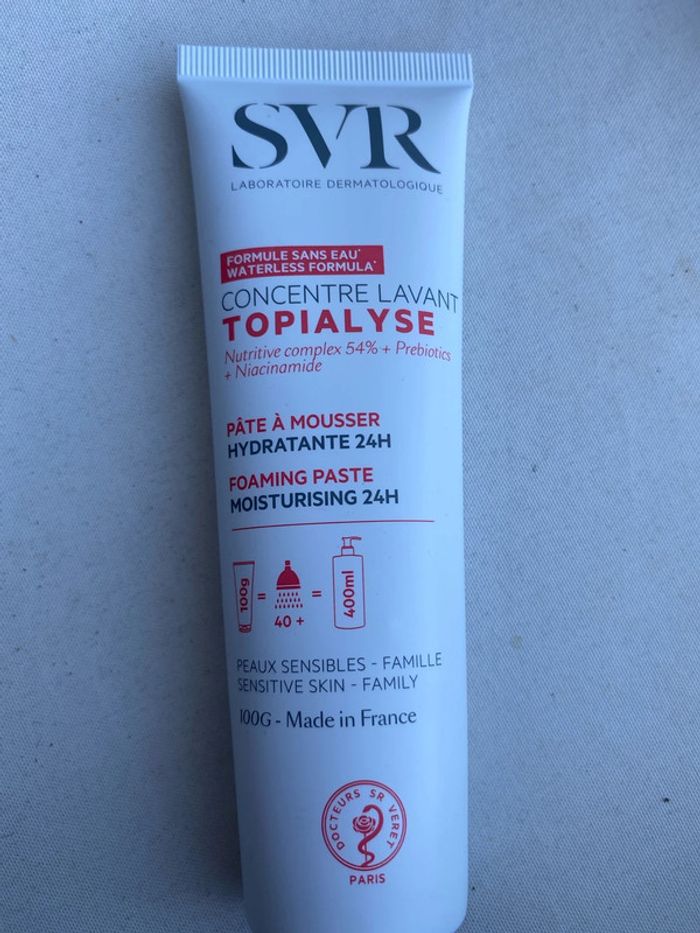 SVR
LABORATOIRE DERMATOLOGIQUE
FORMULE SANS EAU*
WATERLESS FORMULA*
CONCENTRE LAVANT
TOPIALYSE
Nutritive complex 54% + Prebiotics
+ Niacinamide
PÂTE À MOUSSER
HYDRATANTE 24H
FOAMING PASTE
MOISTURISING 24H
100g = 40 + = 400ml
PEAUX SENSIBLES - FAMILLE
SENSITIVE SKIN - FAMILY
100G - Made in France
DOCTEURS SR VERET
PARIS